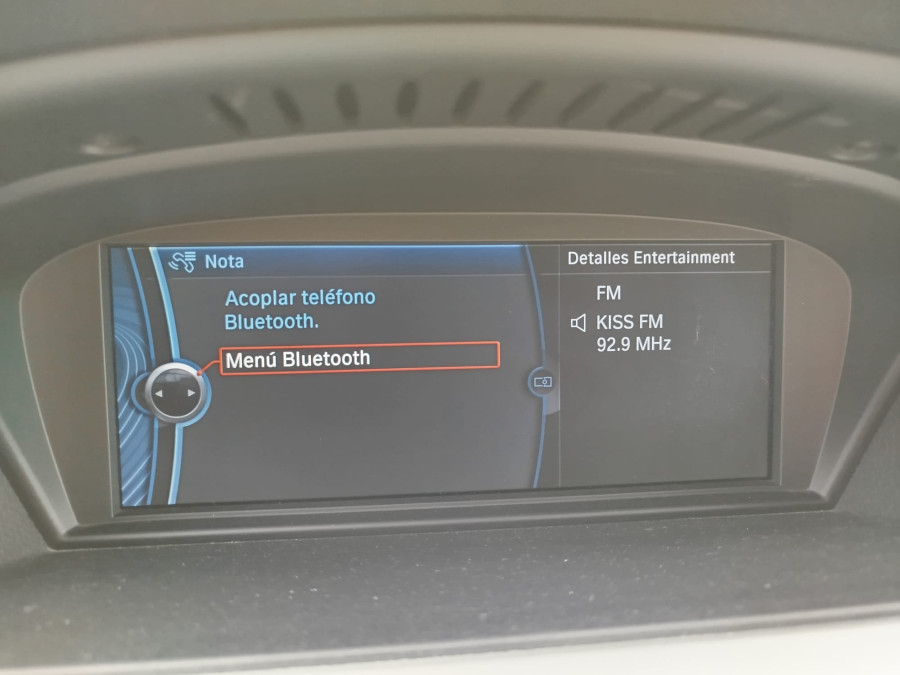 Nota
Acoplar teléfono
Bluetooth.
Menú Bluetooth
Detalles Entertainment
FM
KISS FM
92.9 MHz